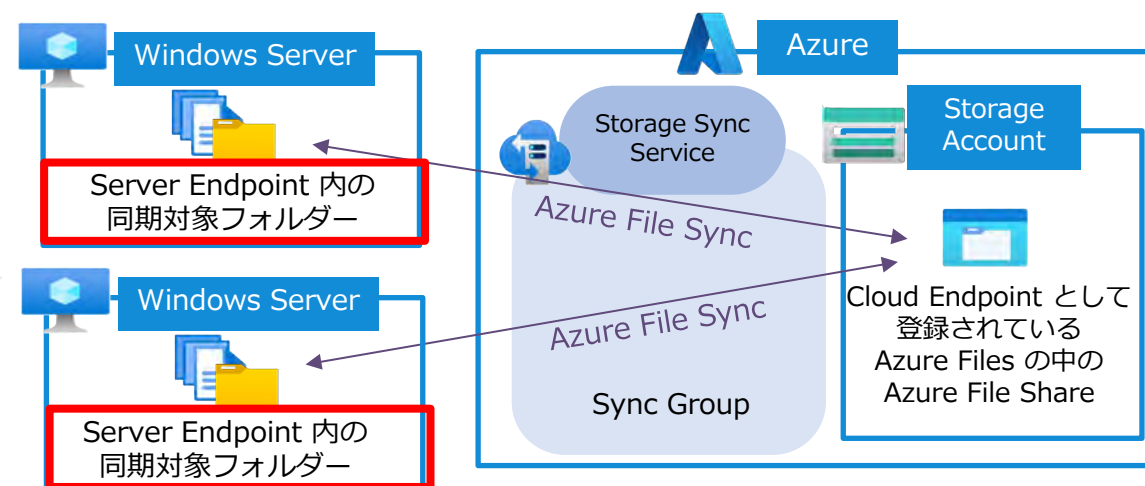 Windows Server
Server Endpoint 内の
同期対象フォルダー
Windows Server
Server Endpoint 内の
同期対象フォルダー
Azure
Storage Sync
Service
Azure File Sync
Azure File Sync
Sync Group
Storage
Account
Cloud Endpoint として
登録されている
Azure Files の中の
Azure File Share